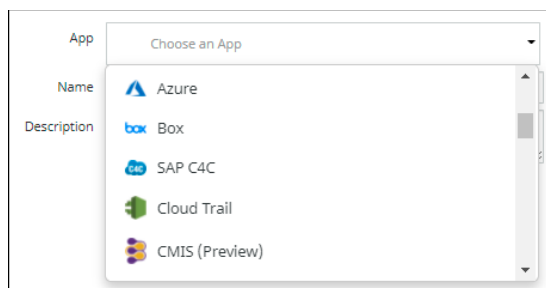 App
Choose an App
Name
Azure
Description
box Box
C4C SAP C4C
Cloud Trail
CMIS (Preview)